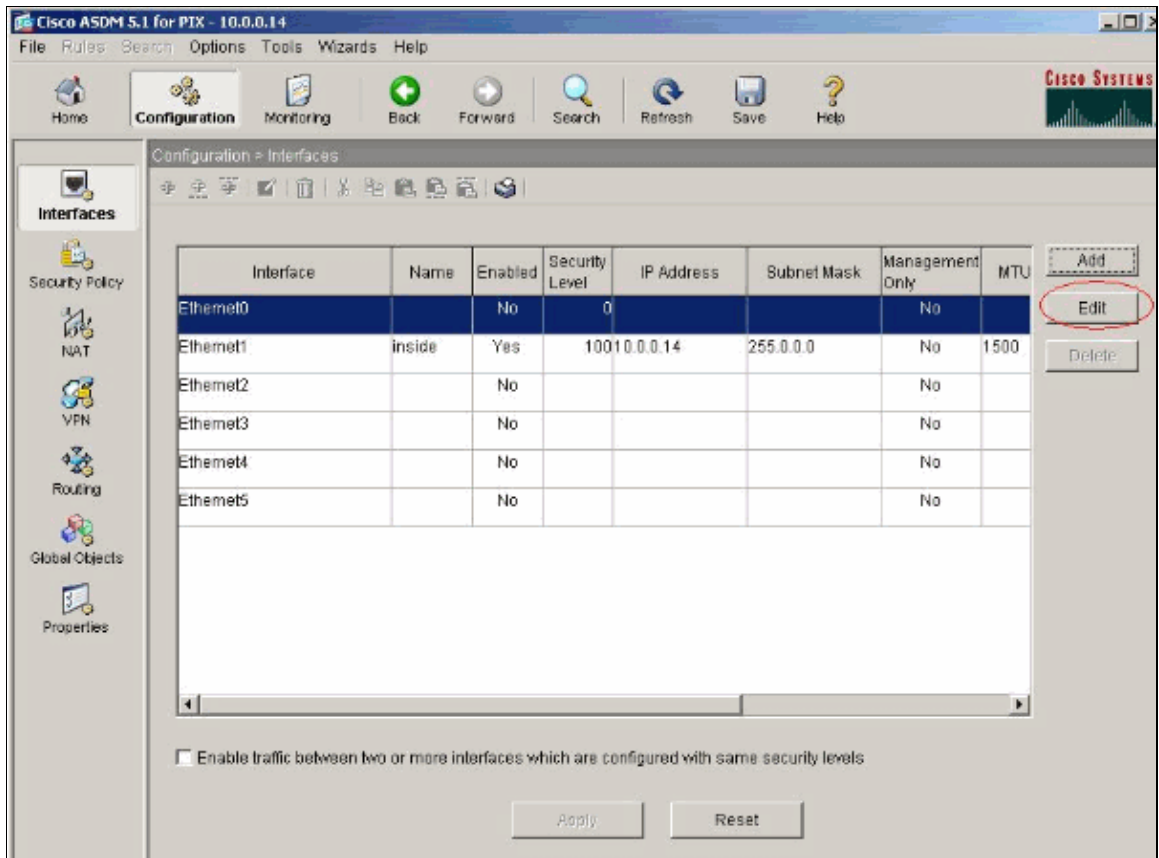 Cisco ASDM 5.1 for PIX - 10.0.0.14
File Rules Search Options Tools Wizards Help
Home Configuration Monitoring Back Forward Search Refresh Save Help
CISCO SYSTEMS
Configuration > Interfaces
Interfaces
Security Policy
NAT
VPN
Routing
Global Objects
Properties
Interface Name Enabled Security Level IP Address Subnet Mask Management Only MTU
Ethernet0 No 0 No
Ethernet1 inside Yes 100 10.0.0.14 255.0.0.0 No 1500
Ethernet2 No No
Ethernet3 No No
Ethernet4 No No
Ethernet5 No No
Add
Edit
Delete
Enable traffic between two or more interfaces which are configured with same security levels
Apply Reset